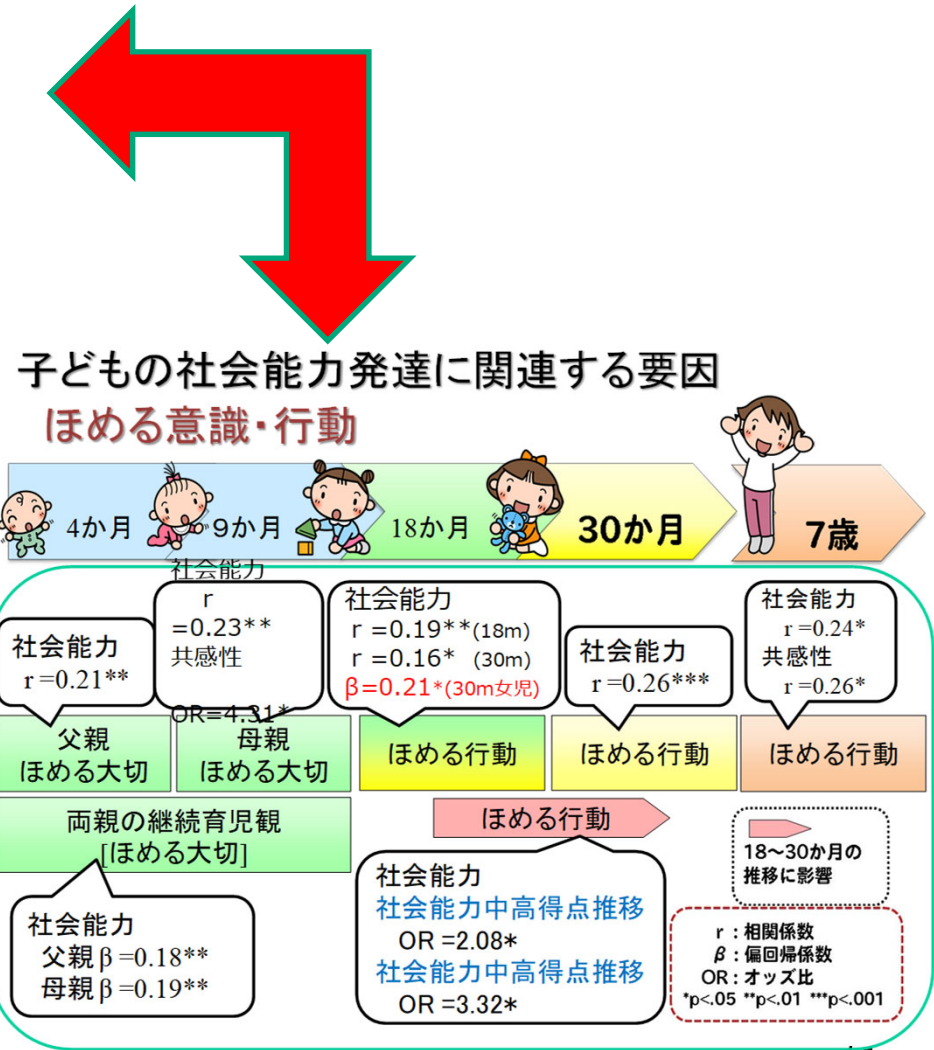 子どもの社会能力発達に関連する要因
ほめる意識・行動
4か月
9か月
18か月
30か月
7歳
社会能力
r =0.21**
社会能力
r
=0.23**
共感性
OR=4.31*
社会能力
r =0.19**(18m)
r =0.16* (30m)
β=0.21*(30m女児)
社会能力
r =0.26***
社会能力
r =0.24*
共感性
r =0.26*
父親
ほめる大切
母親
ほめる大切
ほめる行動
ほめる行動
ほめる行動
両親の継続育児観
[ほめる大切]
ほめる行動
18～30か月の
推移に影響
社会能力
父親β=0.18**
母親β=0.19**
社会能力
社会能力中高得点推移
OR =2.08*
社会能力中高得点推移
OR =3.32*
r：相関係数
β：偏回帰係数
OR：オッズ比
*p<.05 **p<.01 ***p<.001